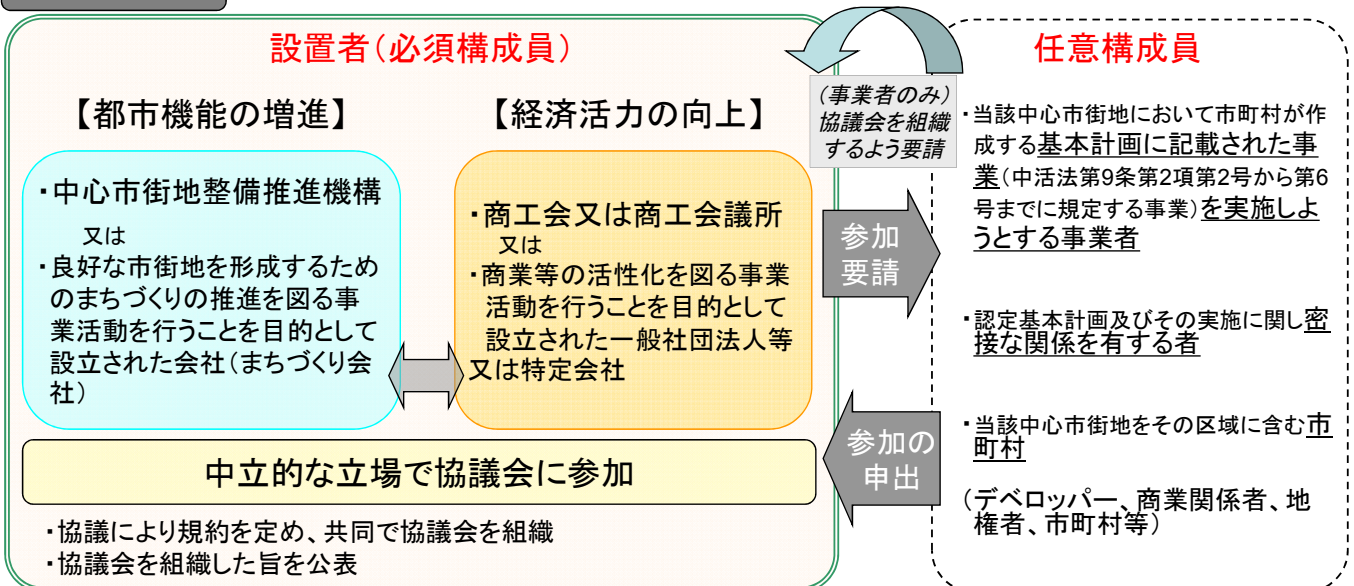 設置者(必須構成員)
【都市機能の増進】
・中心市街地整備推進機構
又は
・良好な市街地を形成するため
のまちづくりの推進を図る事
業活動を行うことを目的として
設立された会社(まちづくり会
社)
【経済活力の向上】
・商工会又は商工会議所
又は
・商業等の活性化を図る事業
活動を行うことを目的として
設立された一般社団法人等
又は特定会社
中立的な立場で協議会に参加
・協議により規約を定め、共同で協議会を組織
・協議会を組織した旨を公表
(事業者のみ)
協議会を組織
するよう要請
参加
要請
参加の
申出
任意構成員
・当該中心市街地において市町村が作
成する基本計画に記載された事
業(中活法第9条第2項第2号から第6
号までに規定する事業)を実施しよ
うとする事業者
・認定基本計画及びその実施に関し密
接な関係を有する者
・当該中心市街地をその区域に含む市
町村
(デベロッパー、商業関係者、地
権者、市町村等)